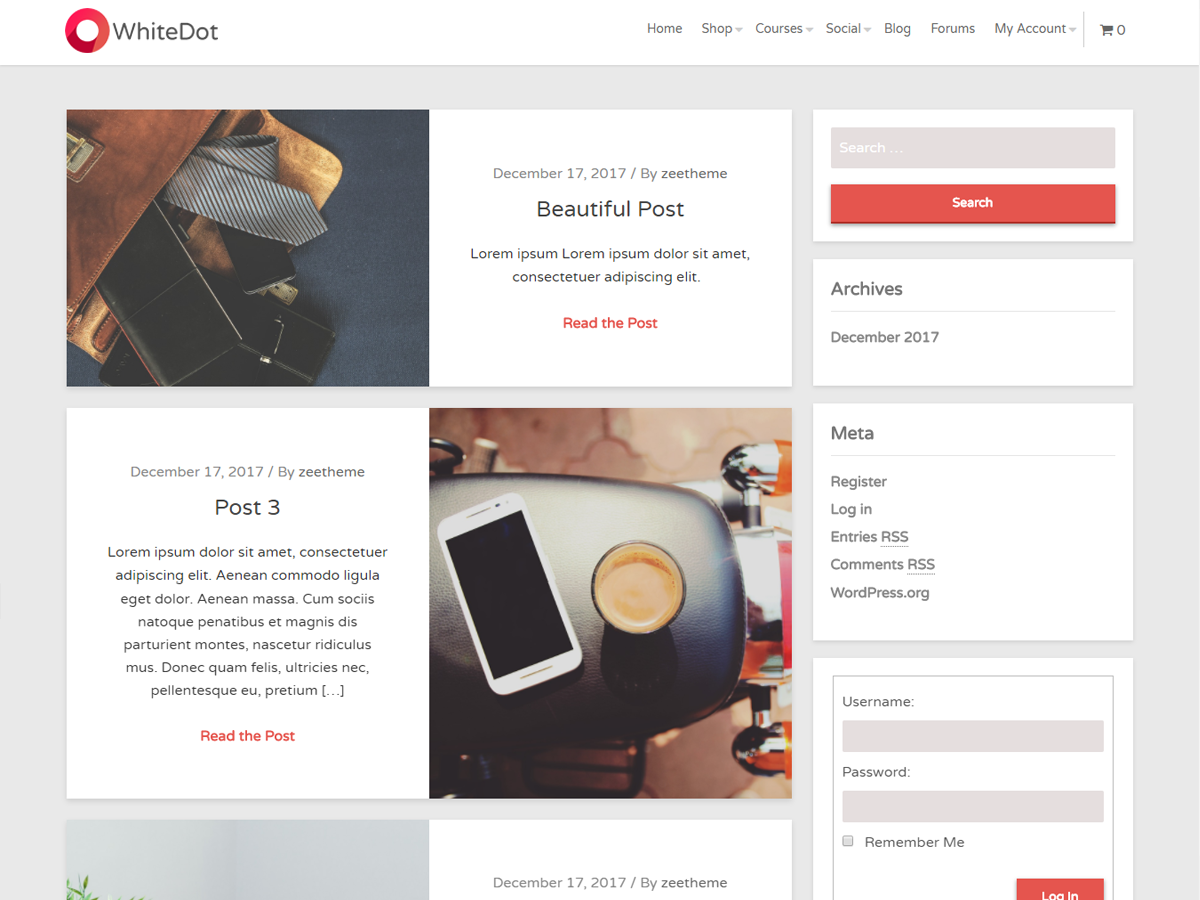 WhiteDot
Home Shop Courses Social Blog Forums My Account 0
December 17, 2017 / By zeetheme
Beautiful Post
Lorem ipsum Lorem ipsum dolor sit amet,
consectetuer adipiscing elit.
Read the Post
December 17, 2017 / By zeetheme
Post 3
Lorem ipsum dolor sit amet, consectetuer
adipiscing elit. Aenean commodo ligula
eget dolor. Aenean massa. Cum sociis
natoque penatibus et magnis dis
parturient montes, nascetur ridiculus
mus. Donec quam felis, ultricies nec,
pellentesque eu, pretium […]
Read the Post
December 17, 2017 / By zeetheme
Search …
Search
Archives
December 2017
Meta
Register
Log in
Entries RSS
Comments RSS
WordPress.org
Username:
Password:
Remember Me
Log In